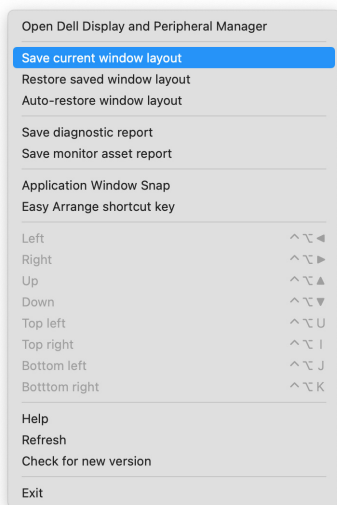 Open Dell Display and Peripheral Manager
Save current window layout
Restore saved window layout
Auto-restore window layout
Save diagnostic report
Save monitor asset report
Application Window Snap
Easy Arrange shortcut key
Left ^⌥◀
Right ^⌥▶
Up ^⌥▲
Down ^⌥▼
Top left ^⌥U
Top right ^⌥I
Bottom left ^⌥J
Botttom right ^⌥K
Help
Refresh
Check for new version
Exit